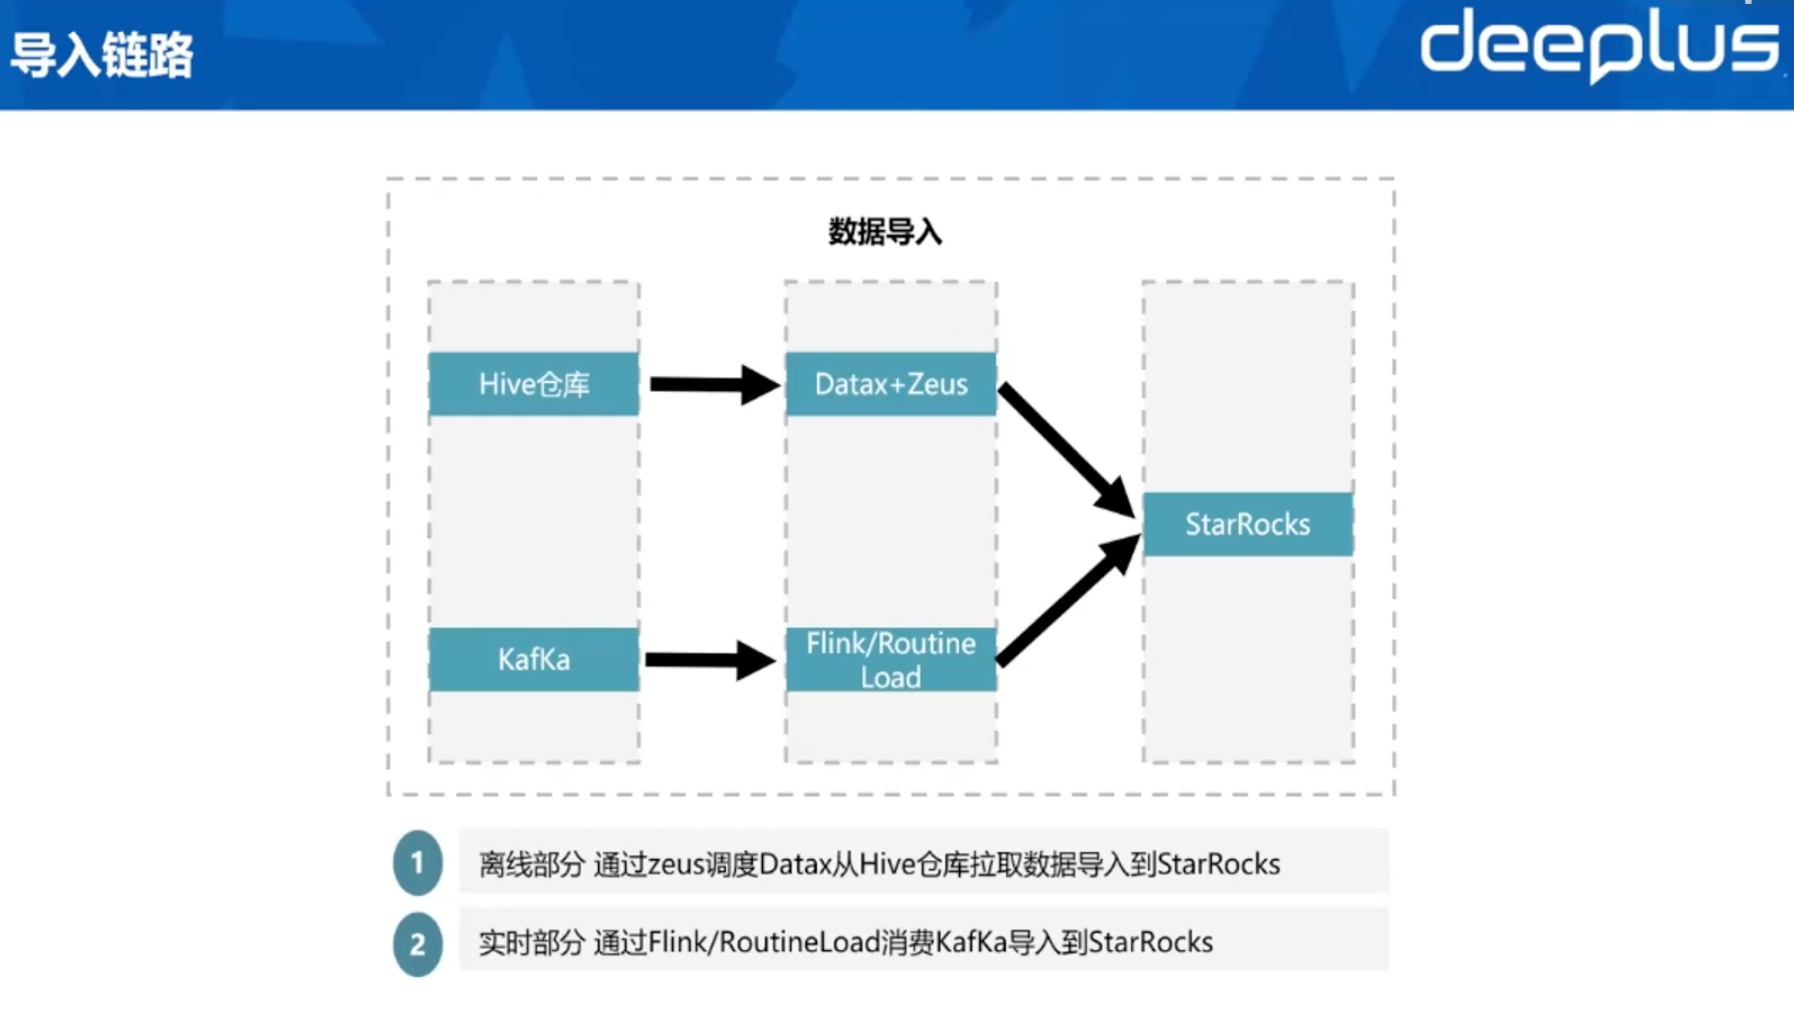 导入链路
deeplus
数据导入
Hive仓库
Datax+Zeus
StarRocks
KafKa
Flink/Routine
Load
1
离线部分 通过zeus调度Datax从Hive仓库拉取数据导入到StarRocks
2
实时部分 通过Flink/RoutineLoad消费KafKa导入到StarRocks